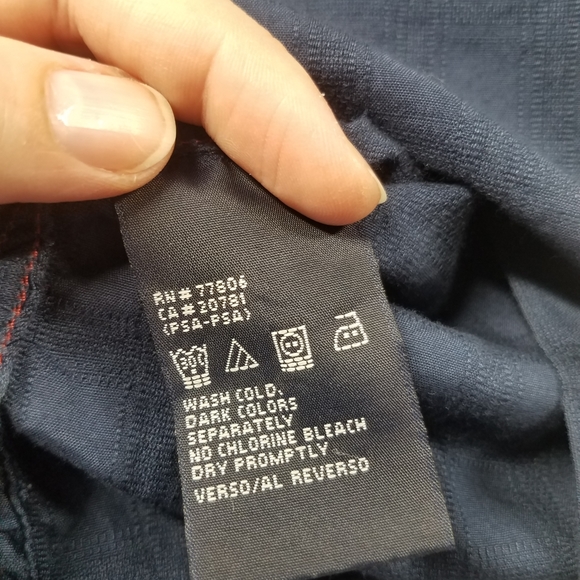 RN#77806
CA#20781
(PSA-PSA)
30C
WASH COLD.
DARK COLORS
SEPARATELY
NO CHLORINE BLEACH
DRY PROMPTLY
VERSO/AL REVERSO